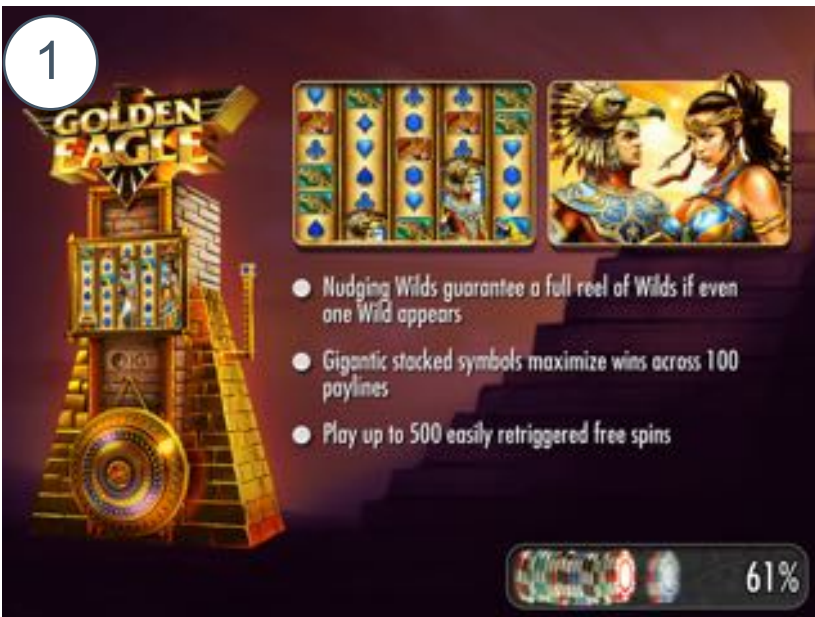 1
GOLDEN
EAGLE
Nudging Wilds guarantee a full reel of Wilds if even
one Wild appears
Gigantic stacked symbols maximize wins across 100
paylines
Play up to 500 easily retriggered free spins
61%